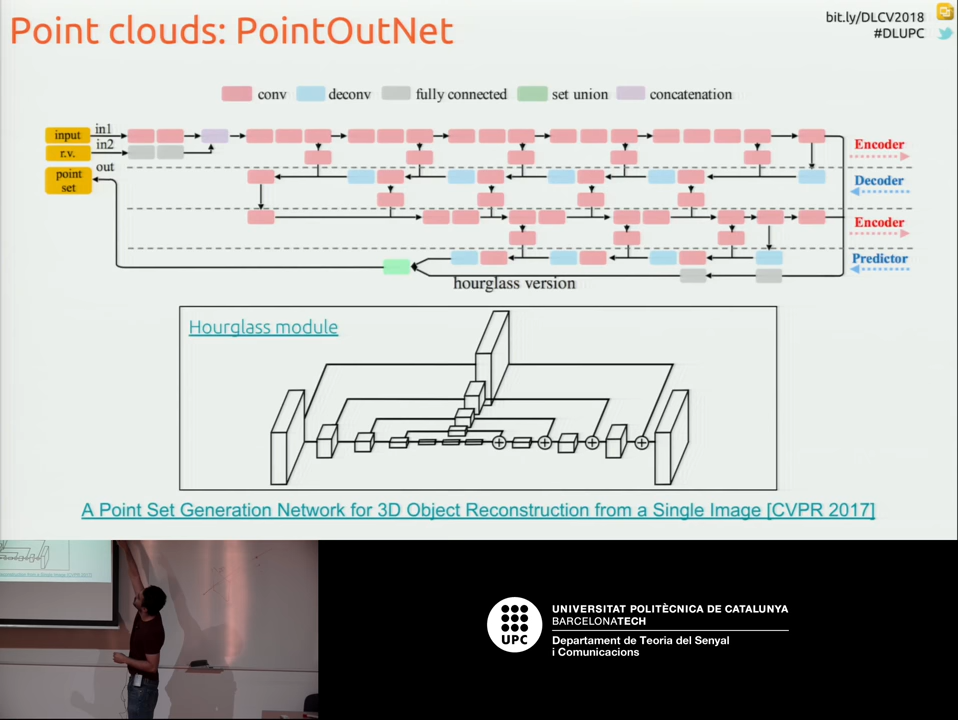 Point clouds: PointOutNet
bit.ly/DLCV2018
#DLUPC
conv deconv fully connected set union concatenation
input in1
r.v. in2
point set out
Encoder
Decoder
Encoder
Predictor
hourglass version
Hourglass module
A Point Set Generation Network for 3D Object Reconstruction from a Single Image [CVPR 2017]
UPC
UNIVERSITAT POLITÈCNICA DE CATALUNYA
BARCELONATECH
Departament de Teoria del Senyal
i Comunicacions